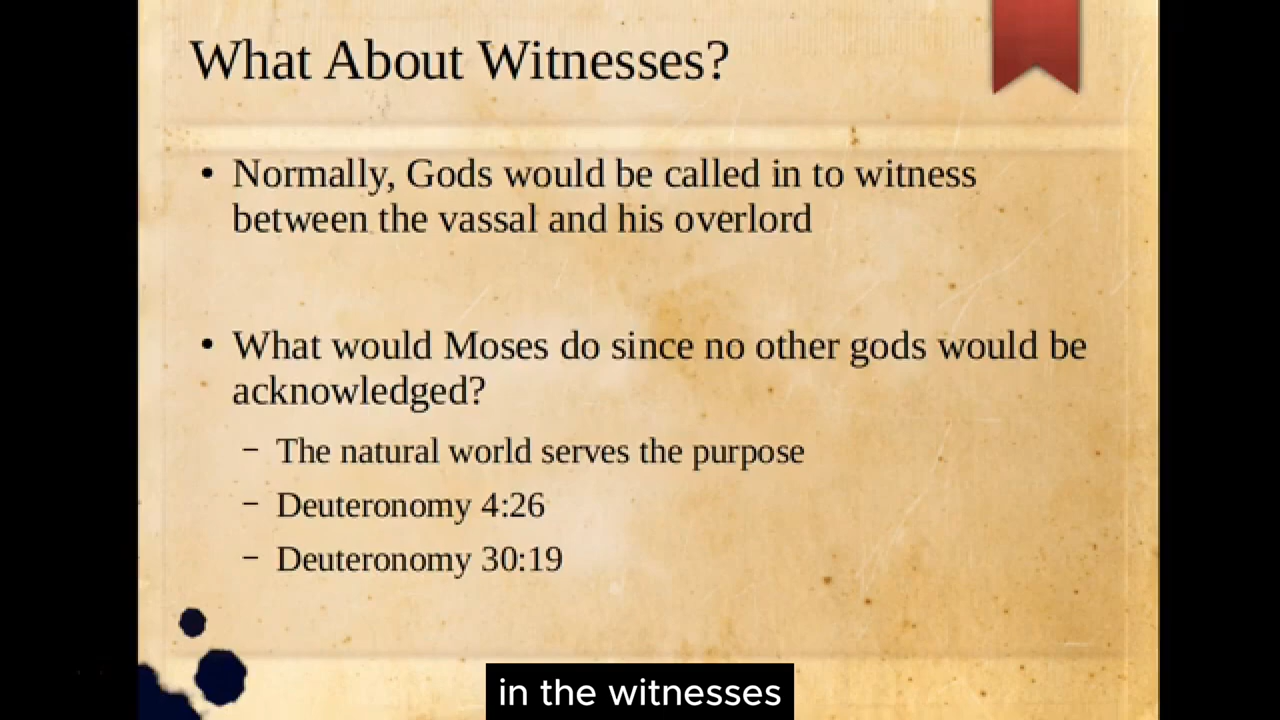 What About Witnesses?
• Normally, Gods would be called in to witness
between the vassal and his overlord
• What would Moses do since no other gods would be
acknowledged?
– The natural world serves the purpose
– Deuteronomy 4:26
– Deuteronomy 30:19
in the witnesses